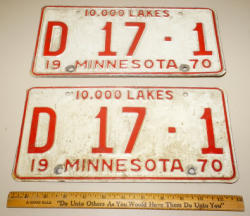 10,000 LAKES
D 17-1
19 MINNESOTA 70
10,000 LAKES
D 17-1
19 MINNESOTA 70
"Do Unto Others As You Would Have Them Do Unto You"